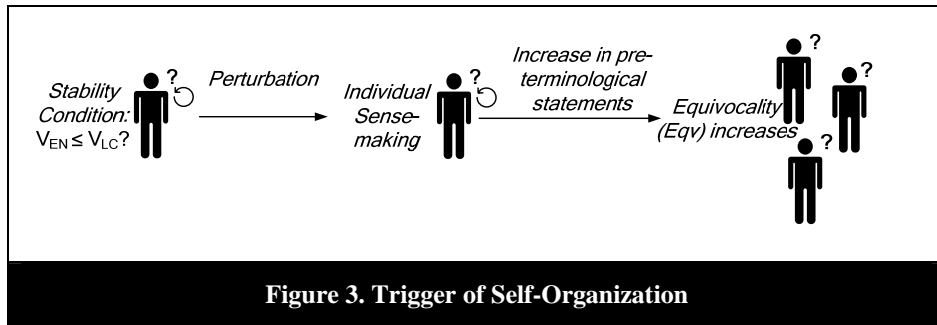 Stability
Condition:
V_EN ≤ V_LC?
?
Perturbation
Individual
Sense-
making
?
Increase in pre-
terminological
statements
Equivocality
(Eqv) increases
?
?
?
Figure 3. Trigger of Self-Organization